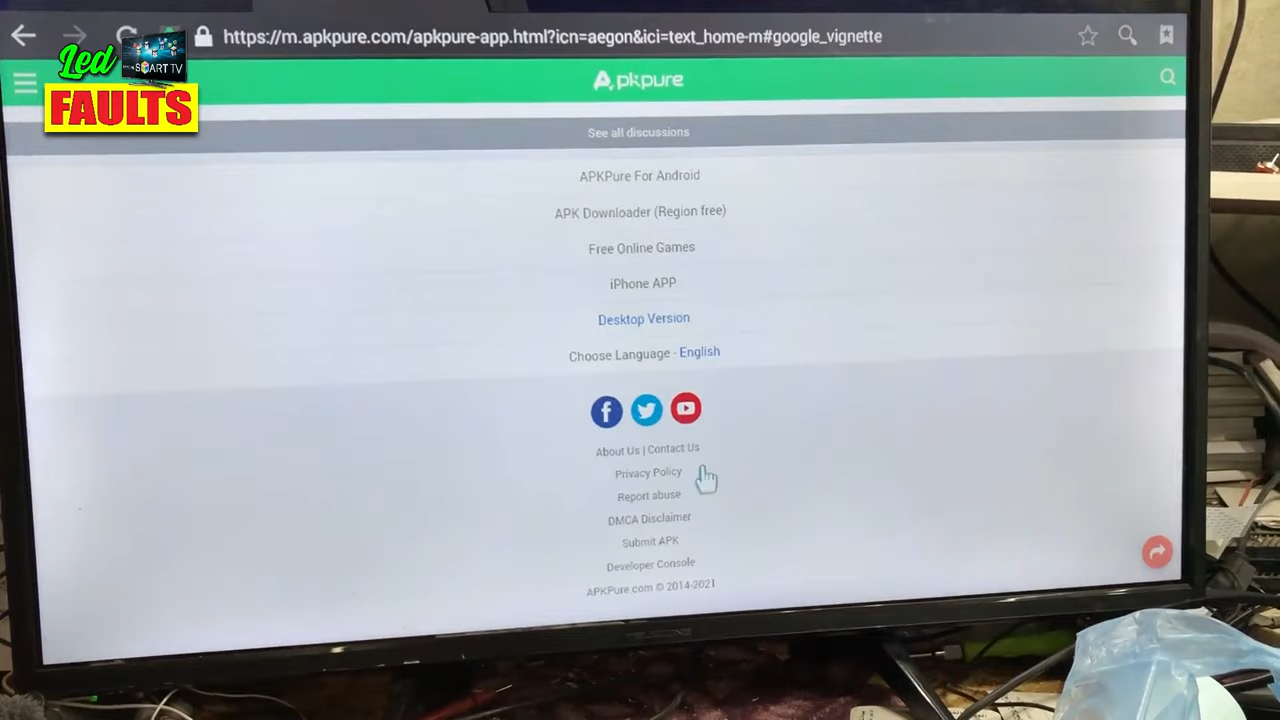 https://m.apkpure.com/apkpure-app.html?icn=aegon&ici=text_home-m#google_vignette
Led
SMART TV
FAULTS
Apkpure
See all discussions
APKPure For Android
APK Downloader (Region free)
Free Online Games
iPhone APP
Desktop Version
Choose Language - English
About Us | Contact Us
Privacy Policy
Report abuse
DMCA Disclaimer
Submit APK
Developer Console
APKPure.com © 2014-2021